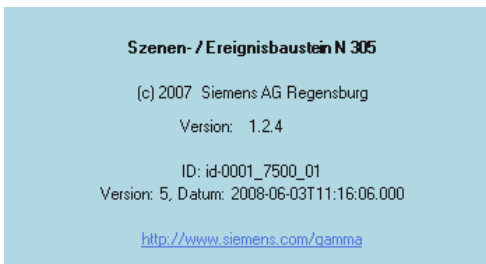 Szenen- / Ereignisbaustein N 305
(c) 2007 Siemens AG Regensburg
Version: 1.2.4
ID: id-0001_7500_01
Version: 5, Datum: 2008-06-03T11:16:06.000
http://www.siemens.com/gamma